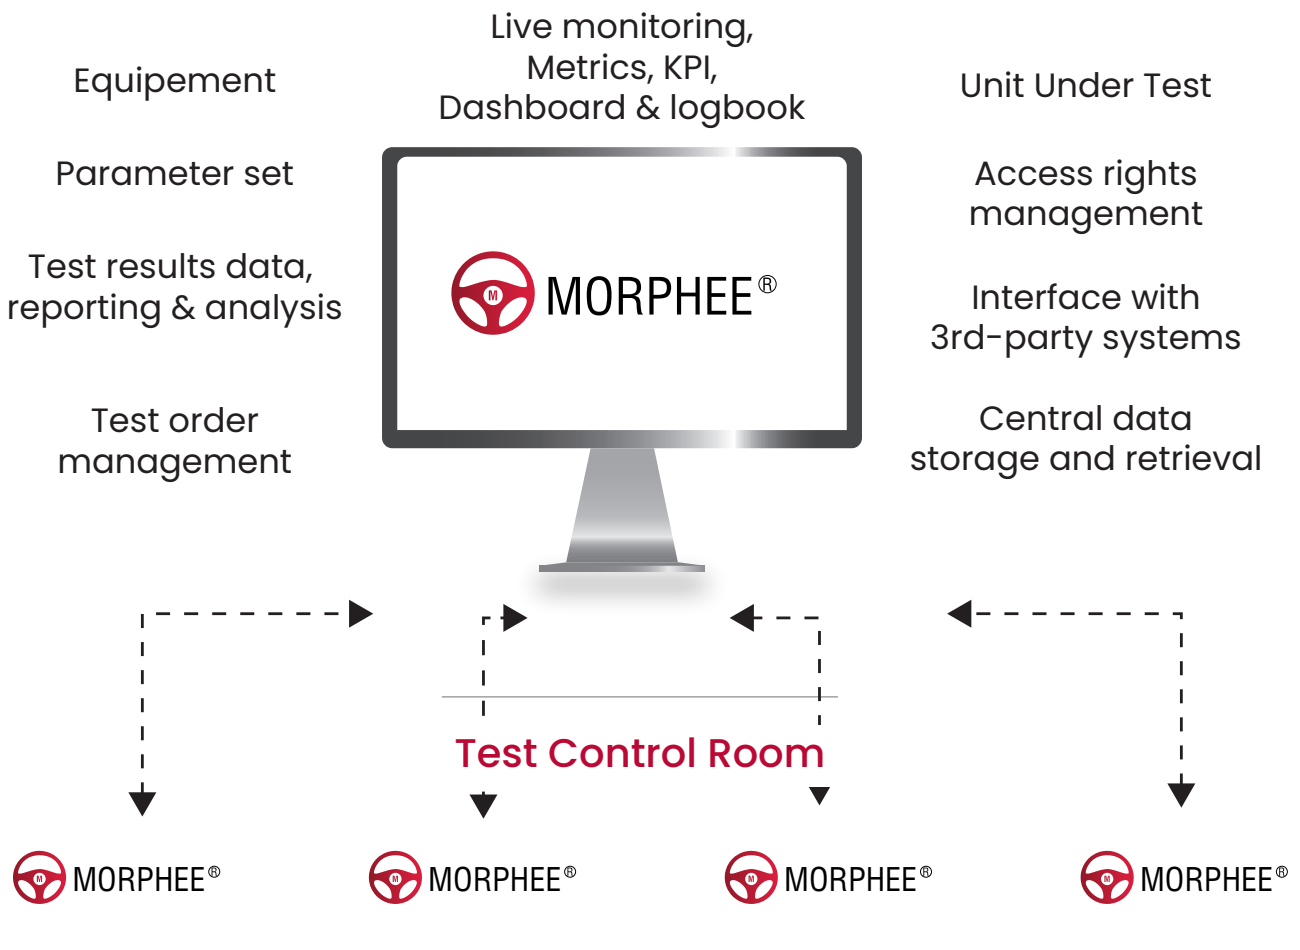 Live monitoring,
Metrics, KPI,
Dashboard & logbook
Equipement
Parameter set
Test results data,
reporting & analysis
Test order
management
M MORPHEE®
Unit Under Test
Access rights
management
Interface with
3rd-party systems
Central data
storage and retrieval
Test Control Room
M MORPHEE®
M MORPHEE®
M MORPHEE®
M MORPHEE®